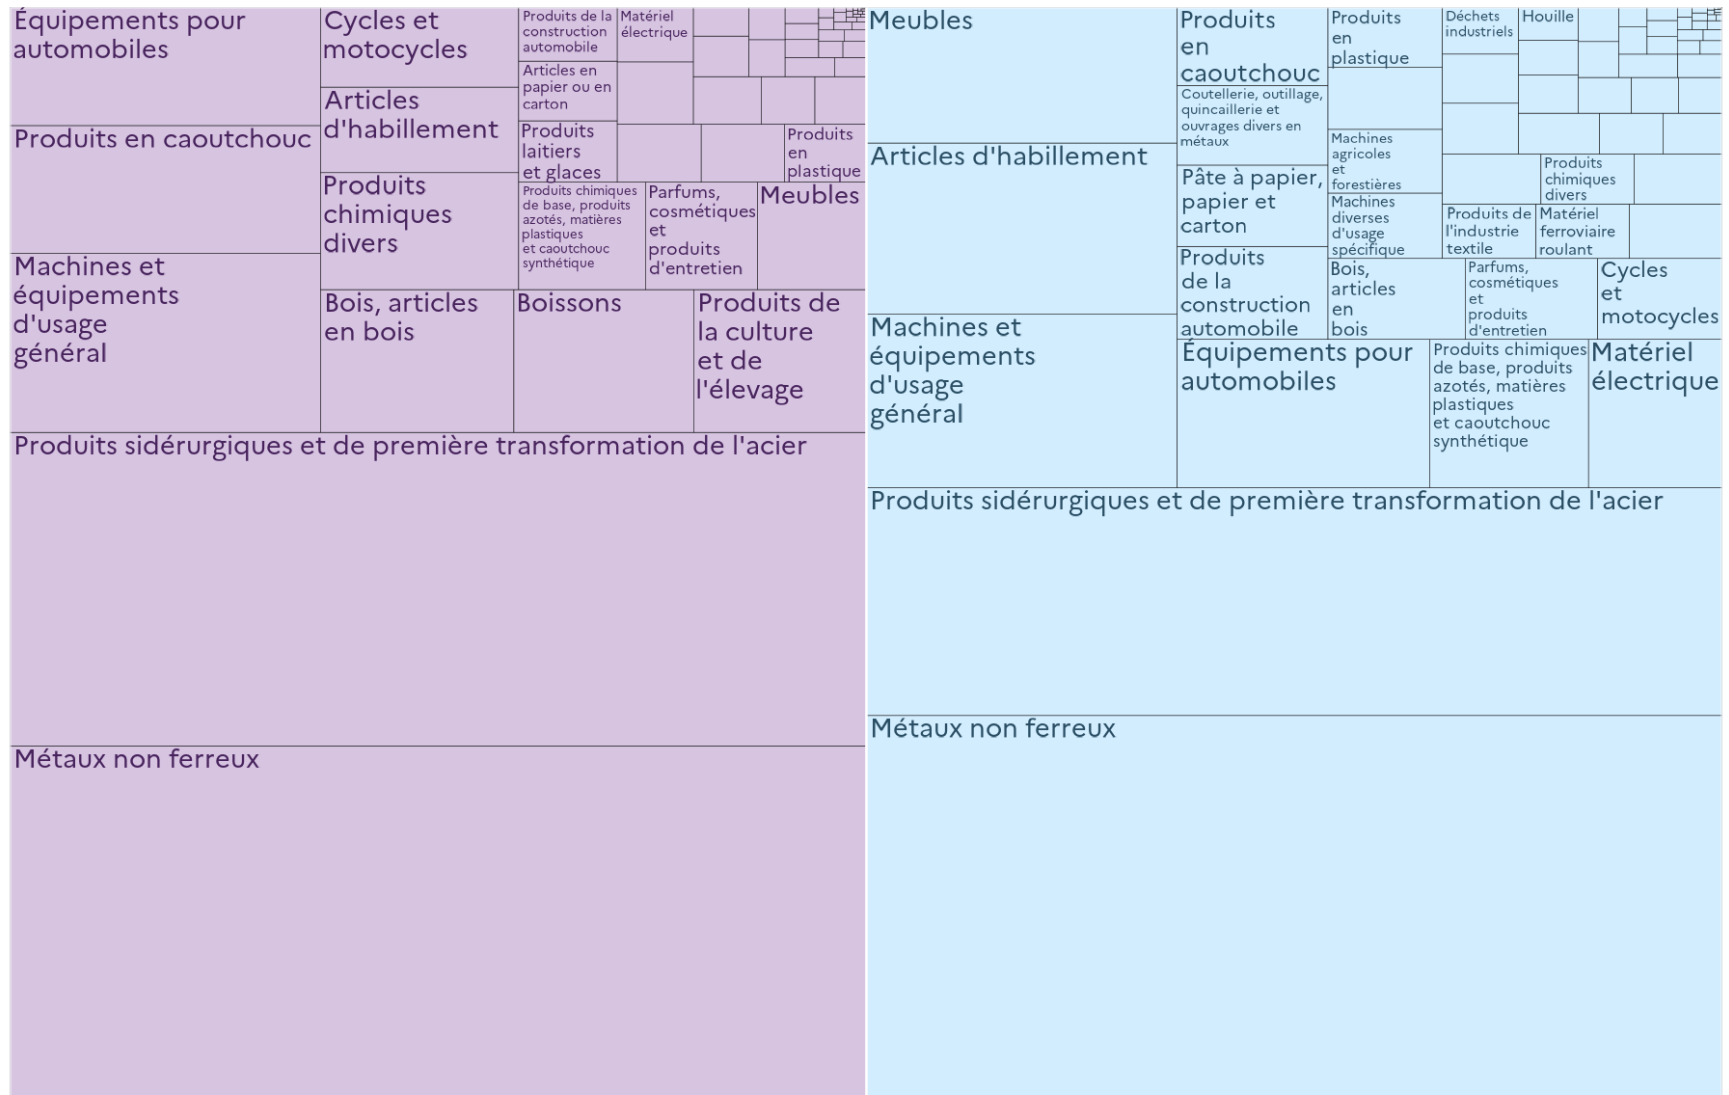 Équipements pour
automobiles
Produits en caoutchouc
Machines et
équipements
d'usage
général
Cycles et
motocycles
Articles
d'habillement
Produits
chimiques
divers
Produits de la
construction
automobile
Matériel
électrique
Articles en
papier ou en
carton
Produits
laitiers
et glaces
Produits
en
plastique
Produits chimiques
de base, produits
azotés, matières
plastiques
et caoutchouc
synthétique
Parfums,
cosmétiques
et
produits
d'entretien
Meubles
Bois, articles
en bois
Boissons
Produits de
la culture
et de
l'élevage
Produits sidérurgiques et de première transformation de l'acier
Métaux non ferreux
Meubles
Articles d'habillement
Machines et
équipements
d'usage
général
Produits
en
caoutchouc
Coutellerie, outillage,
quincaillerie et
ouvrages divers en
métaux
Pâte à papier,
papier et
carton
Produits
de la
construction
automobile
Produits
en
plastique
Machines
agricoles
et
forestières
Machines
diverses
d'usage
spécifique
Déchets
industriels
Houille
Produits
chimiques
divers
Produits de
l'industrie
textile
Matériel
ferroviaire
roulant
Bois,
articles
en
bois
Parfums,
cosmétiques
et
produits
d'entretien
Cycles
et
motocycles
Équipements pour
automobiles
Produits chimiques
de base, produits
azotés, matières
plastiques
et caoutchouc
synthétique
Matériel
électrique
Produits sidérurgiques et de première transformation de l'acier
Métaux non ferreux